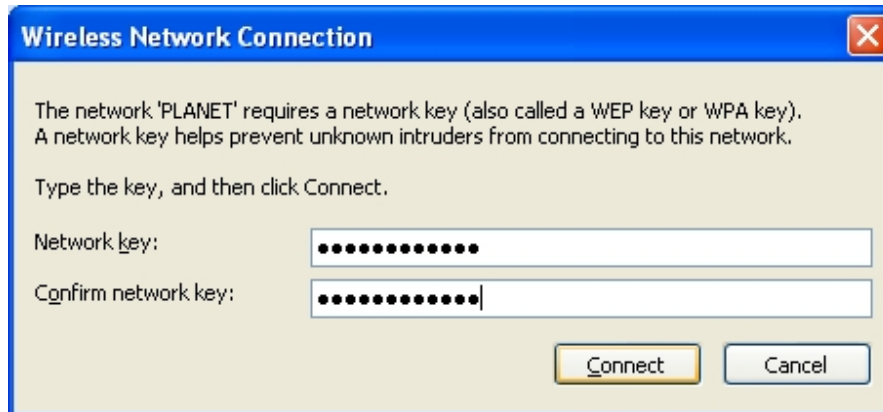 Wireless Network Connection
The network 'PLANET' requires a network key (also called a WEP key or WPA key).
A network key helps prevent unknown intruders from connecting to this network.
Type the key, and then click Connect.
Network key: ••••••••••••
Confirm network key: ••••••••••••
Connect Cancel